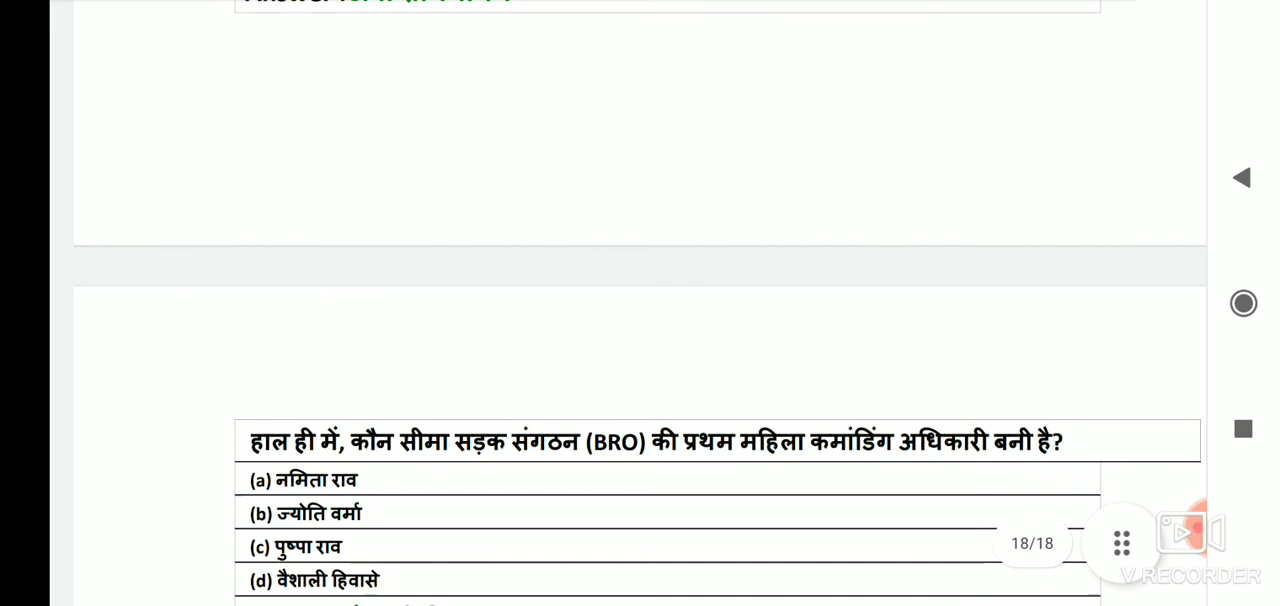 हाल ही में, कौन सीमा सड़क संगठन (BRO) की प्रथम महिला कमांडिंग अधिकारी बनी है?
(a) नमिता राव
(b) ज्योति वर्मा
(c) पुष्पा राव
18/18
V RECORDER
(d) वैशाली हिवासे